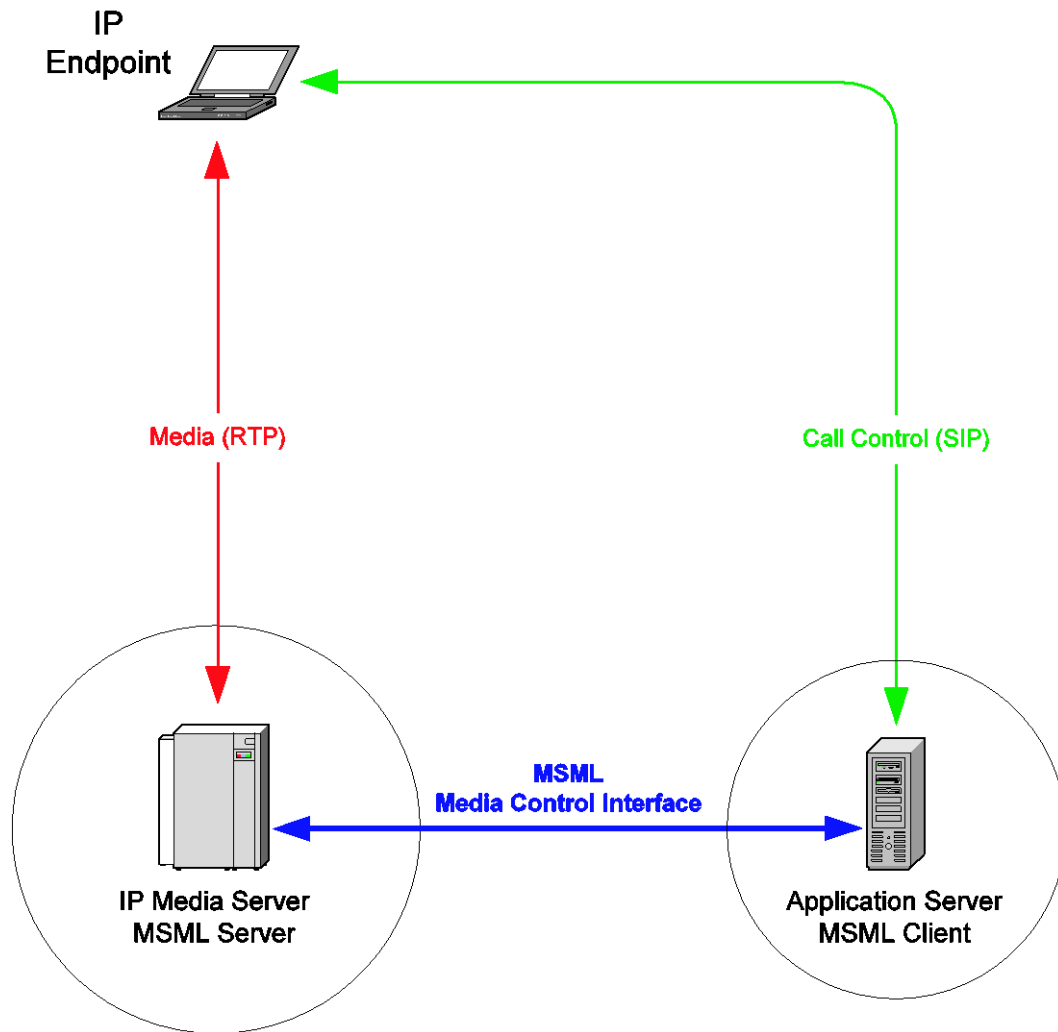 IP
Endpoint
Media (RTP)
Call Control (SIP)
MSML
Media Control Interface
IP Media Server
MSML Server
Application Server
MSML Client